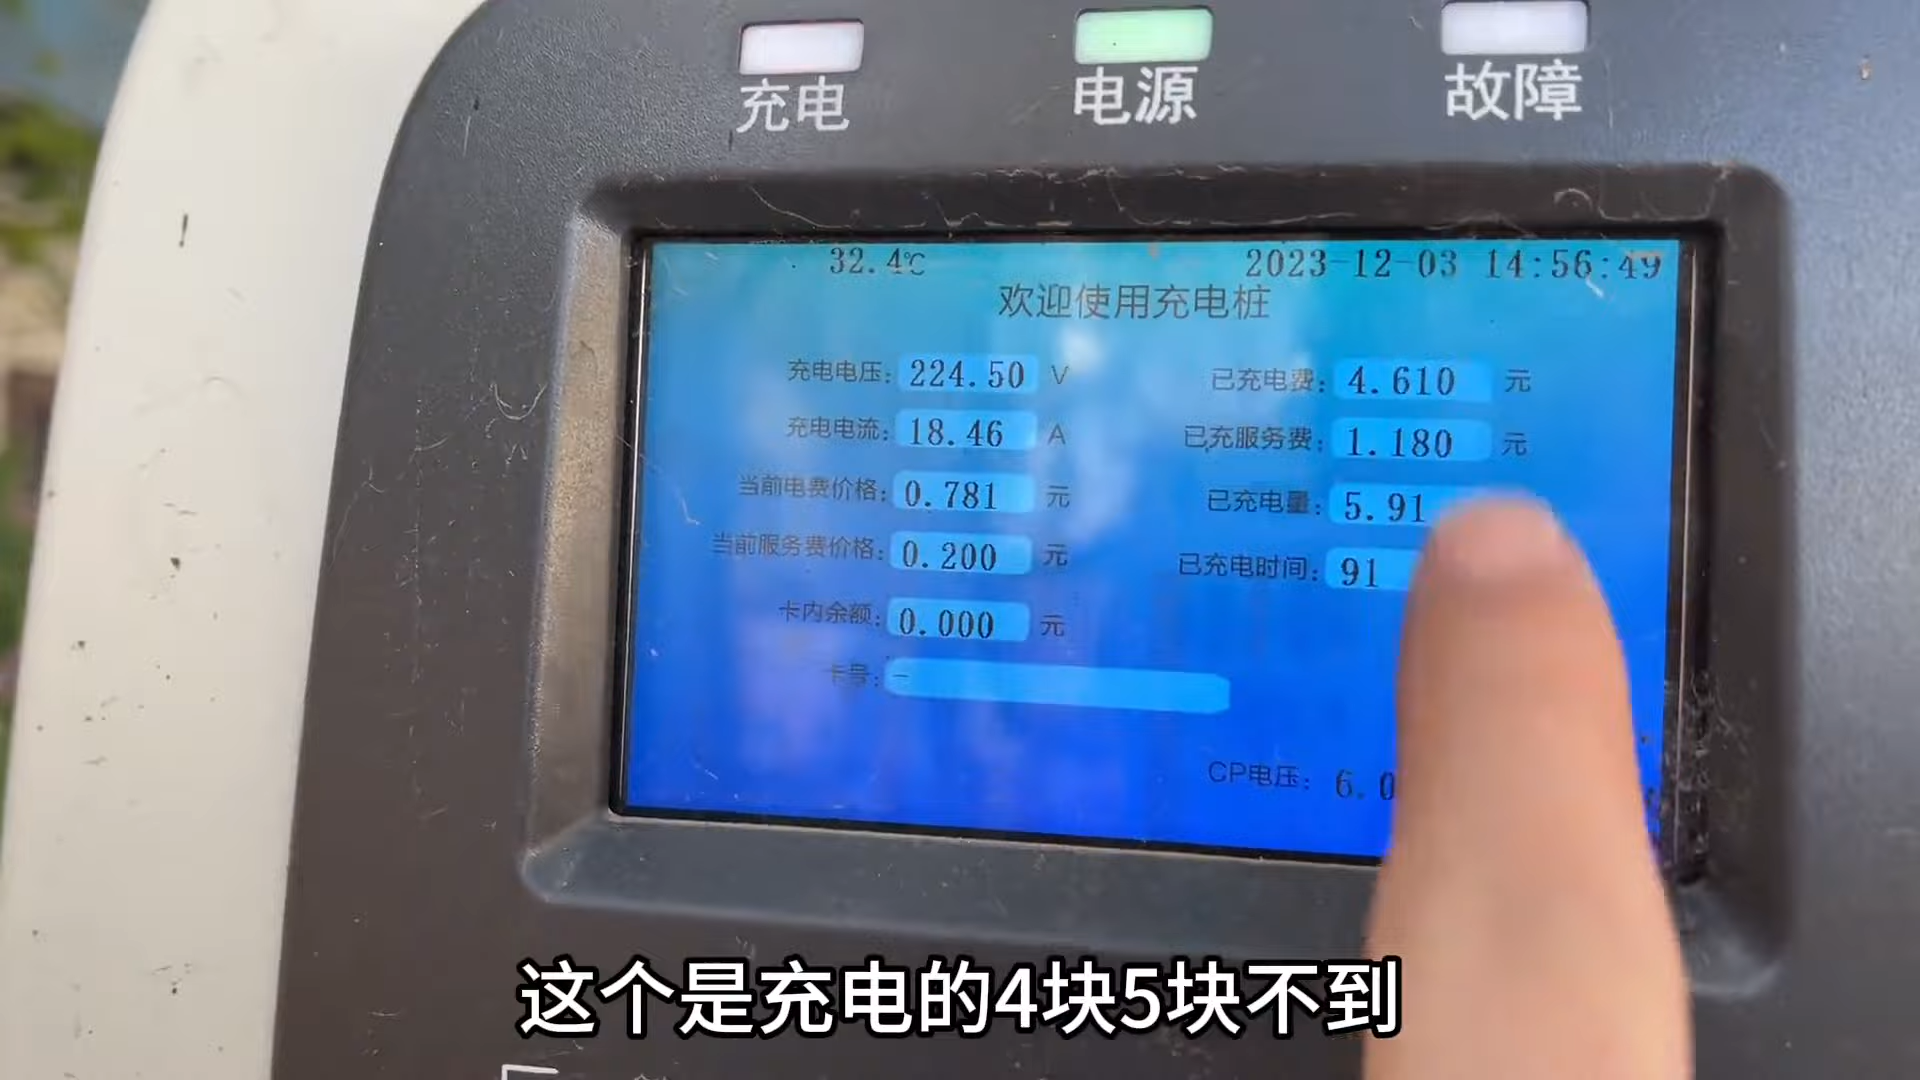 充电 电源 故障
32.4℃ 2023-12-03 14:56:49
欢迎使用充电桩
充电电压: 224.50 V 已充电费: 4.610 元
充电电流: 18.46 A 已充服务费: 1.180 元
当前电费价格: 0.781 元 已充电量: 5.91
当前服务费价格: 0.200 元 已充电时间: 91
卡内余额: 0.000 元
卡号: -
CP电压: 6.0
这个是充电的4块5块不到